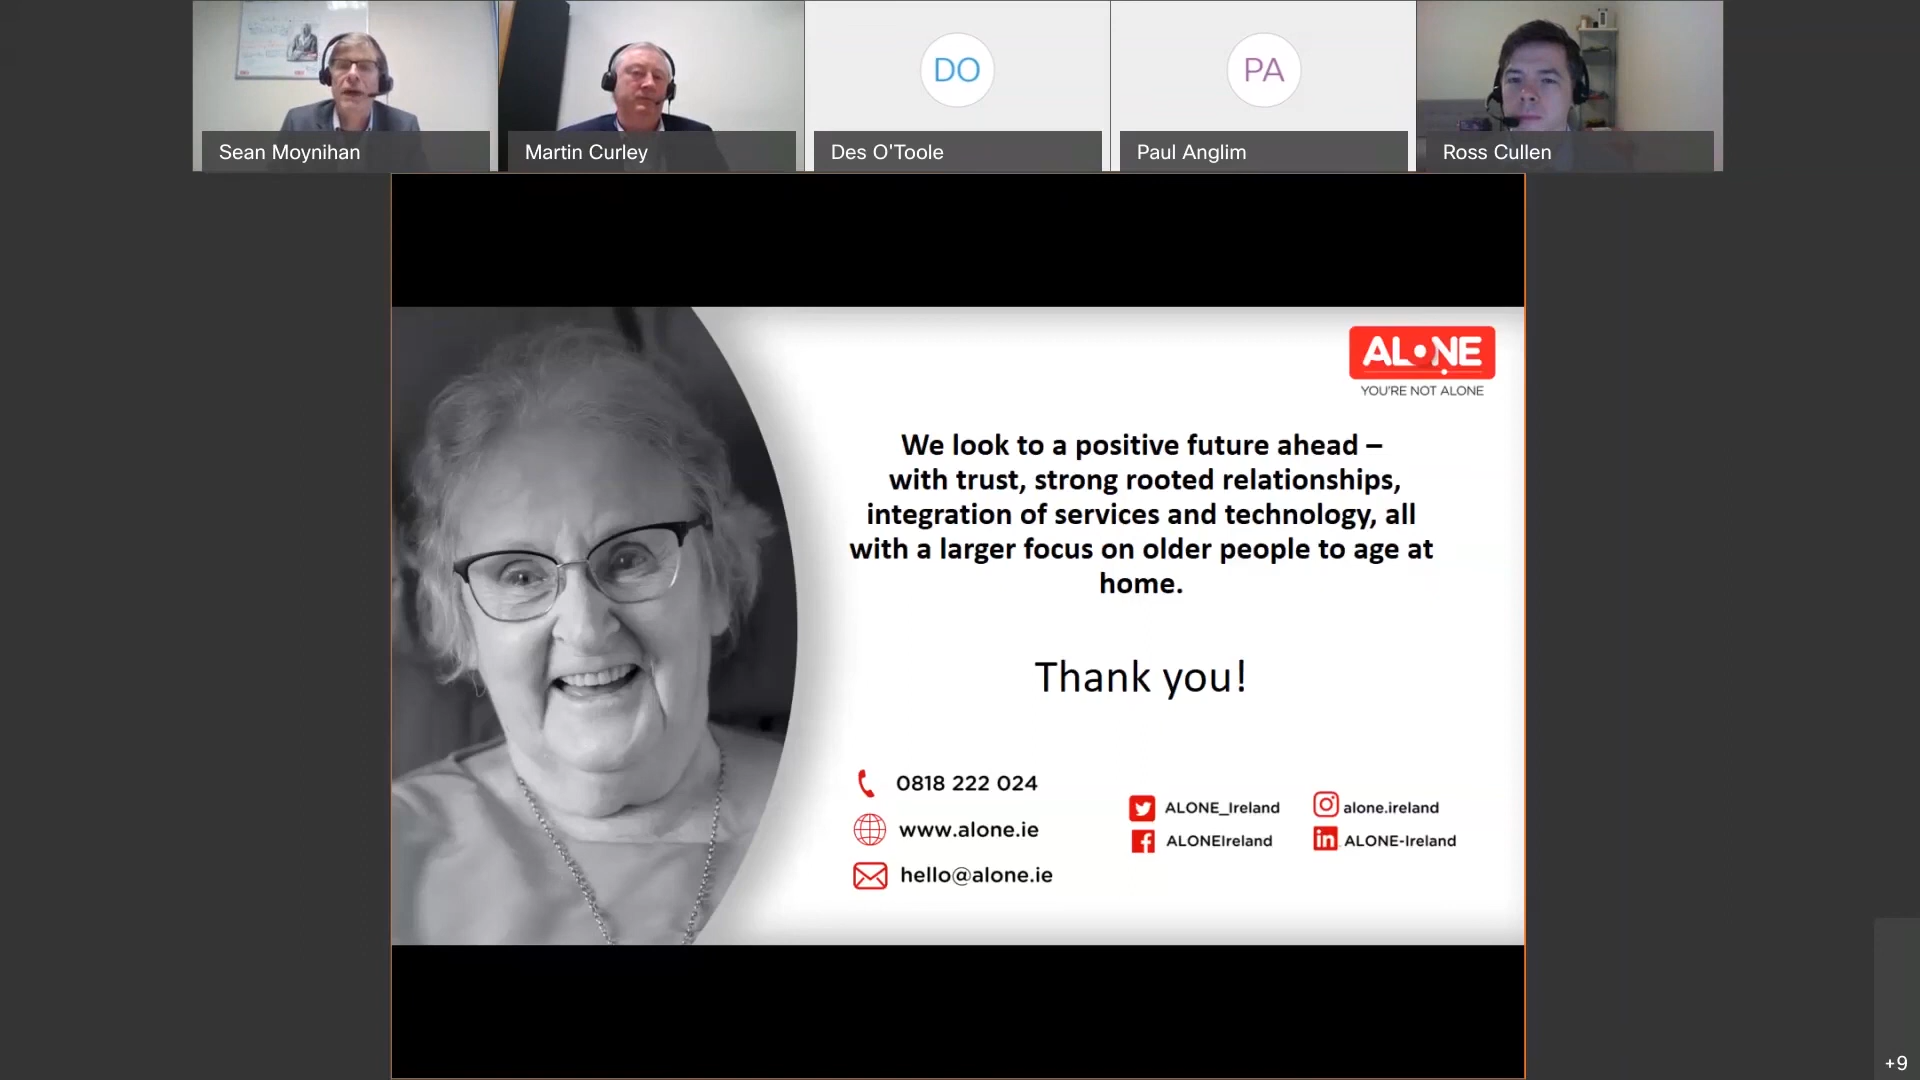 Sean Moynihan
Martin Curley
DO
Des O'Toole
PA
Paul Anglim
Ross Cullen
ALONE
YOU'RE NOT ALONE
We look to a positive future ahead –
with trust, strong rooted relationships,
integration of services and technology, all
with a larger focus on older people to age at
home.
Thank you!
0818 222 024
www.alone.ie
hello@alone.ie
ALONE_Ireland
ALONEIreland
alone.ireland
ALONE-Ireland
+9